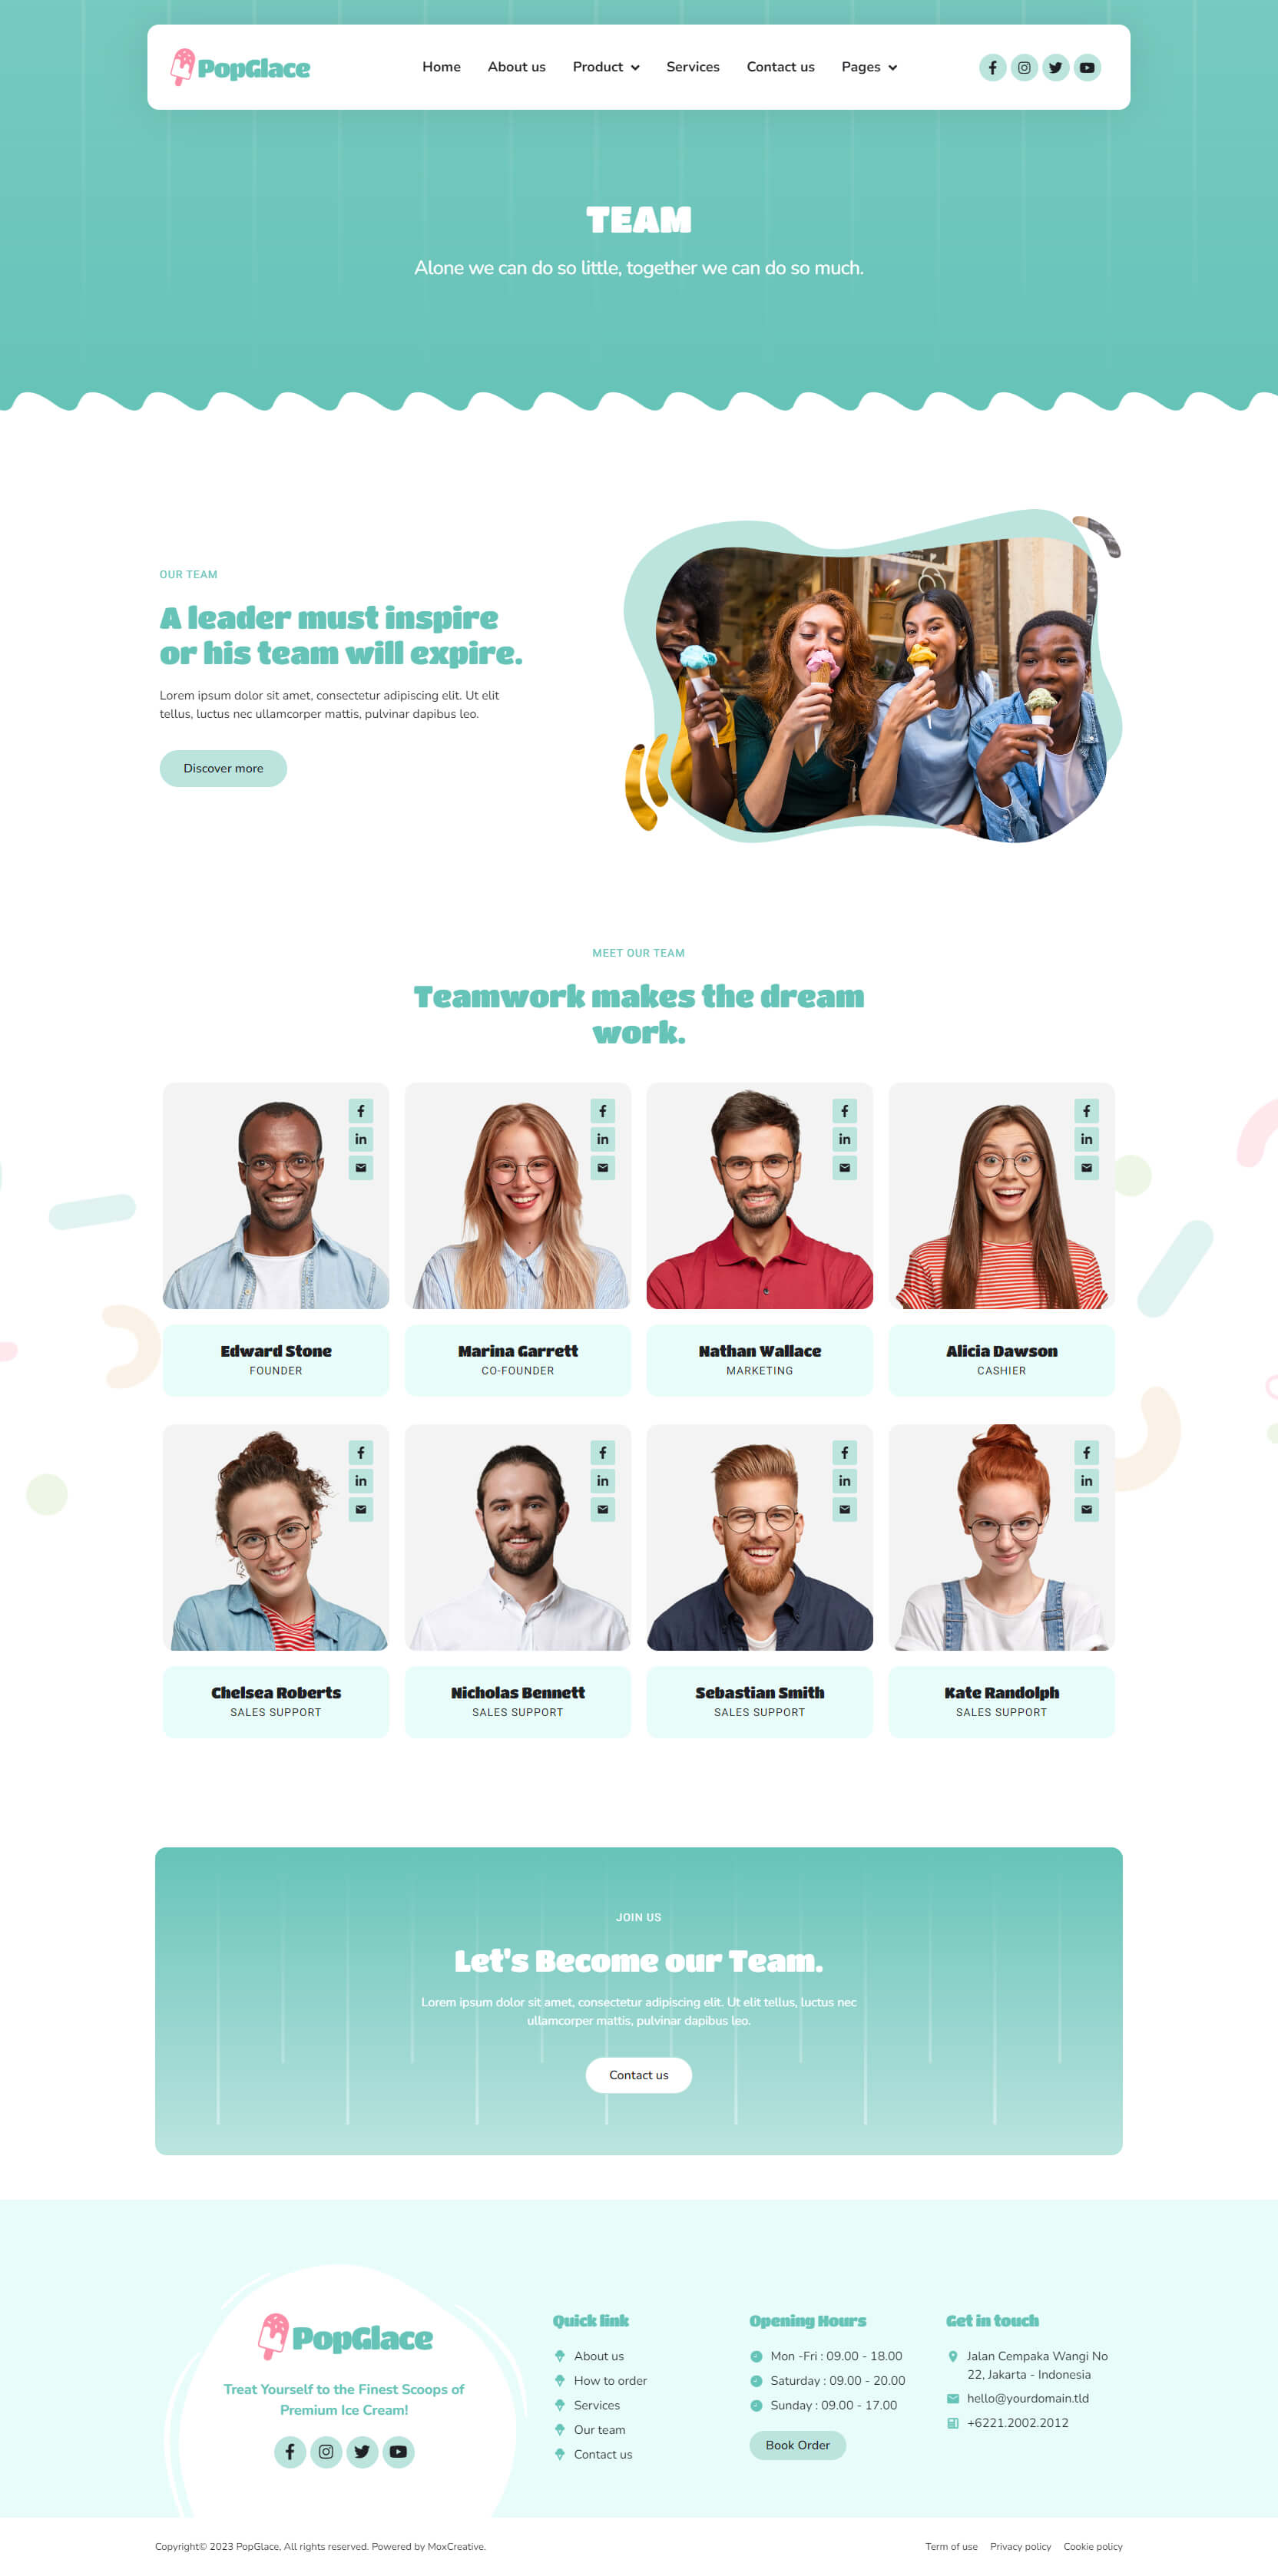 PopGlace
Home About us Product Services Contact us Pages
TEAM
Alone we can do so little, together we can do so much.
OUR TEAM
A leader must inspire
or his team will expire.
Lorem ipsum dolor sit amet, consectetur adipiscing elit. Ut elit
tellus, luctus nec ullamcorper mattis, pulvinar dapibus leo.
Discover more
MEET OUR TEAM
Teamwork makes the dream
work.
Edward Stone
FOUNDER
Marina Garrett
CO-FOUNDER
Nathan Wallace
MARKETING
Alicia Dawson
CASHIER
Chelsea Roberts
SALES SUPPORT
Nicholas Bennett
SALES SUPPORT
Sebastian Smith
SALES SUPPORT
Kate Randolph
SALES SUPPORT
JOIN US
Let's Become our Team.
Lorem ipsum dolor sit amet, consectetur adipiscing elit. Ut elit tellus, luctus nec
ullamcorper mattis, pulvinar dapibus leo.
Contact us
PopGlace
Treat Yourself to the Finest Scoops of
Premium Ice Cream!
Quick link
About us
How to order
Services
Our team
Contact us
Opening Hours
Mon -Fri : 09.00 - 18.00
Saturday : 09.00 - 20.00
Sunday : 09.00 - 17.00
Book Order
Get in touch
Jalan Cempaka Wangi No
22, Jakarta - Indonesia
hello@yourdomain.tld
+6221.2002.2012
Copyright© 2023 PopGlace, All rights reserved. Powered by MoxCreative.
Term of use Privacy policy Cookie policy